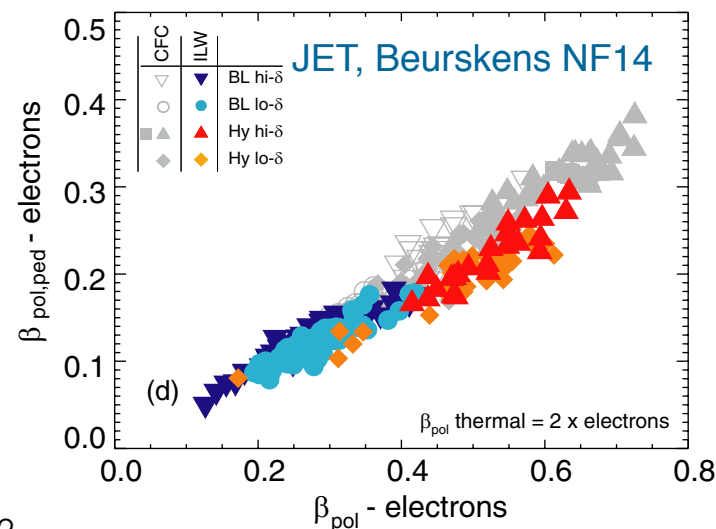 JET, Beurskens NF14
CFC ILW
BL hi-δ
BL lo-δ
Hy hi-δ
Hy lo-δ
0.5
0.4
0.3
0.2
0.1
0.0
β pol,ped - electrons
(d)
βpol thermal = 2 x electrons
0.0 0.2 0.4 0.6 0.8
βpol - electrons